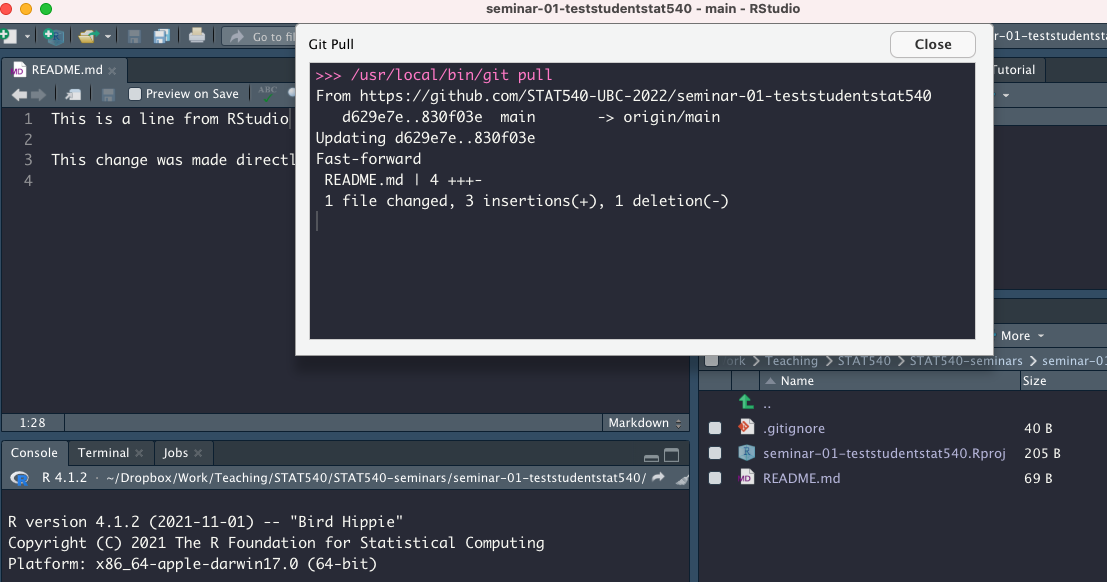 seminar-01-teststudentstat540 - main - RStudio
Go to fil
r-01-teststudentsta
README.md
Preview on Save
ABC
1 This is a line from RStudio
2
3 This change was made directl
4
1:28
Markdown
Git Pull
Close
>>> /usr/local/bin/git pull
From https://github.com/STAT540-UBC-2022/seminar-01-teststudentstat540
d629e7e..830f03e  main       -> origin/main
Updating d629e7e..830f03e
Fast-forward
README.md | 4 +++-
1 file changed, 3 insertions(+), 1 deletion(-)
Tutorial
More
ork > Teaching > STAT540 > STAT540-seminars > seminar-01
Name Size
..
.gitignore 40 B
seminar-01-teststudentstat540.Rproj 205 B
README.md 69 B
Console Terminal Jobs
R 4.1.2 · ~/Dropbox/Work/Teaching/STAT540/STAT540-seminars/seminar-01-teststudentstat540/
R version 4.1.2 (2021-11-01) -- "Bird Hippie"
Copyright (C) 2021 The R Foundation for Statistical Computing
Platform: x86_64-apple-darwin17.0 (64-bit)